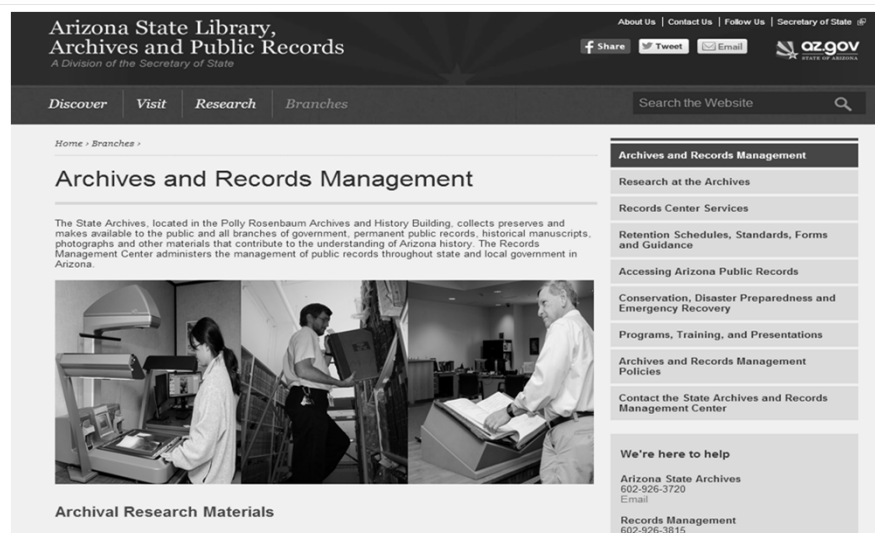 Arizona State Library,
Archives and Public Records
A Division of the Secretary of State
About Us | Contact Us | Follow Us | Secretary of State
Share Tweet Email
az.gov
STATE OF ARIZONA
Discover Visit Research Branches
Search the Website
Home › Branches ›
Archives and Records Management
The State Archives, located in the Polly Rosenbaum Archives and History Building, collects preserves and
makes available to the public and all branches of government, permanent public records, historical manuscripts,
photographs and other materials that contribute to the understanding of Arizona history. The Records
Management Center administers the management of public records throughout state and local government in
Arizona.
Archival Research Materials
Archives and Records Management
Research at the Archives
Records Center Services
Retention Schedules, Standards, Forms
and Guidance
Accessing Arizona Public Records
Conservation, Disaster Preparedness and
Emergency Recovery
Programs, Training, and Presentations
Archives and Records Management
Policies
Contact the State Archives and Records
Management Center
We're here to help
Arizona State Archives
602-926-3720
Email
Records Management
602-926-3815